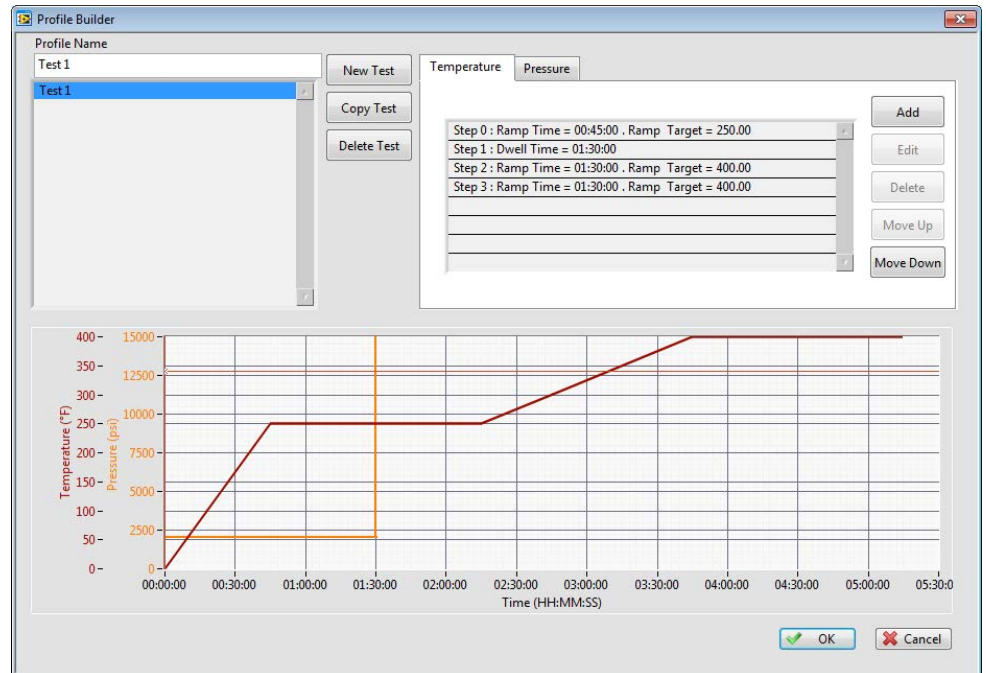 Profile Builder
Profile Name
Test 1
Test 1
New Test
Copy Test
Delete Test
Temperature Pressure
Step 0 : Ramp Time = 00:45:00 . Ramp Target = 250.00
Step 1 : Dwell Time = 01:30:00
Step 2 : Ramp Time = 01:30:00 . Ramp Target = 400.00
Step 3 : Ramp Time = 01:30:00 . Ramp Target = 400.00
Add
Edit
Delete
Move Up
Move Down
Temperature (°F)
400
350
300
250
200
150
100
50
0
Pressure (psi)
15000
12500
10000
7500
5000
2500
0
00:00:00 00:30:00 01:00:00 01:30:00 02:00:00 02:30:00 03:00:00 03:30:00 04:00:00 04:30:00 05:00:00 05:30:0
Time (HH:MM:SS)
OK Cancel